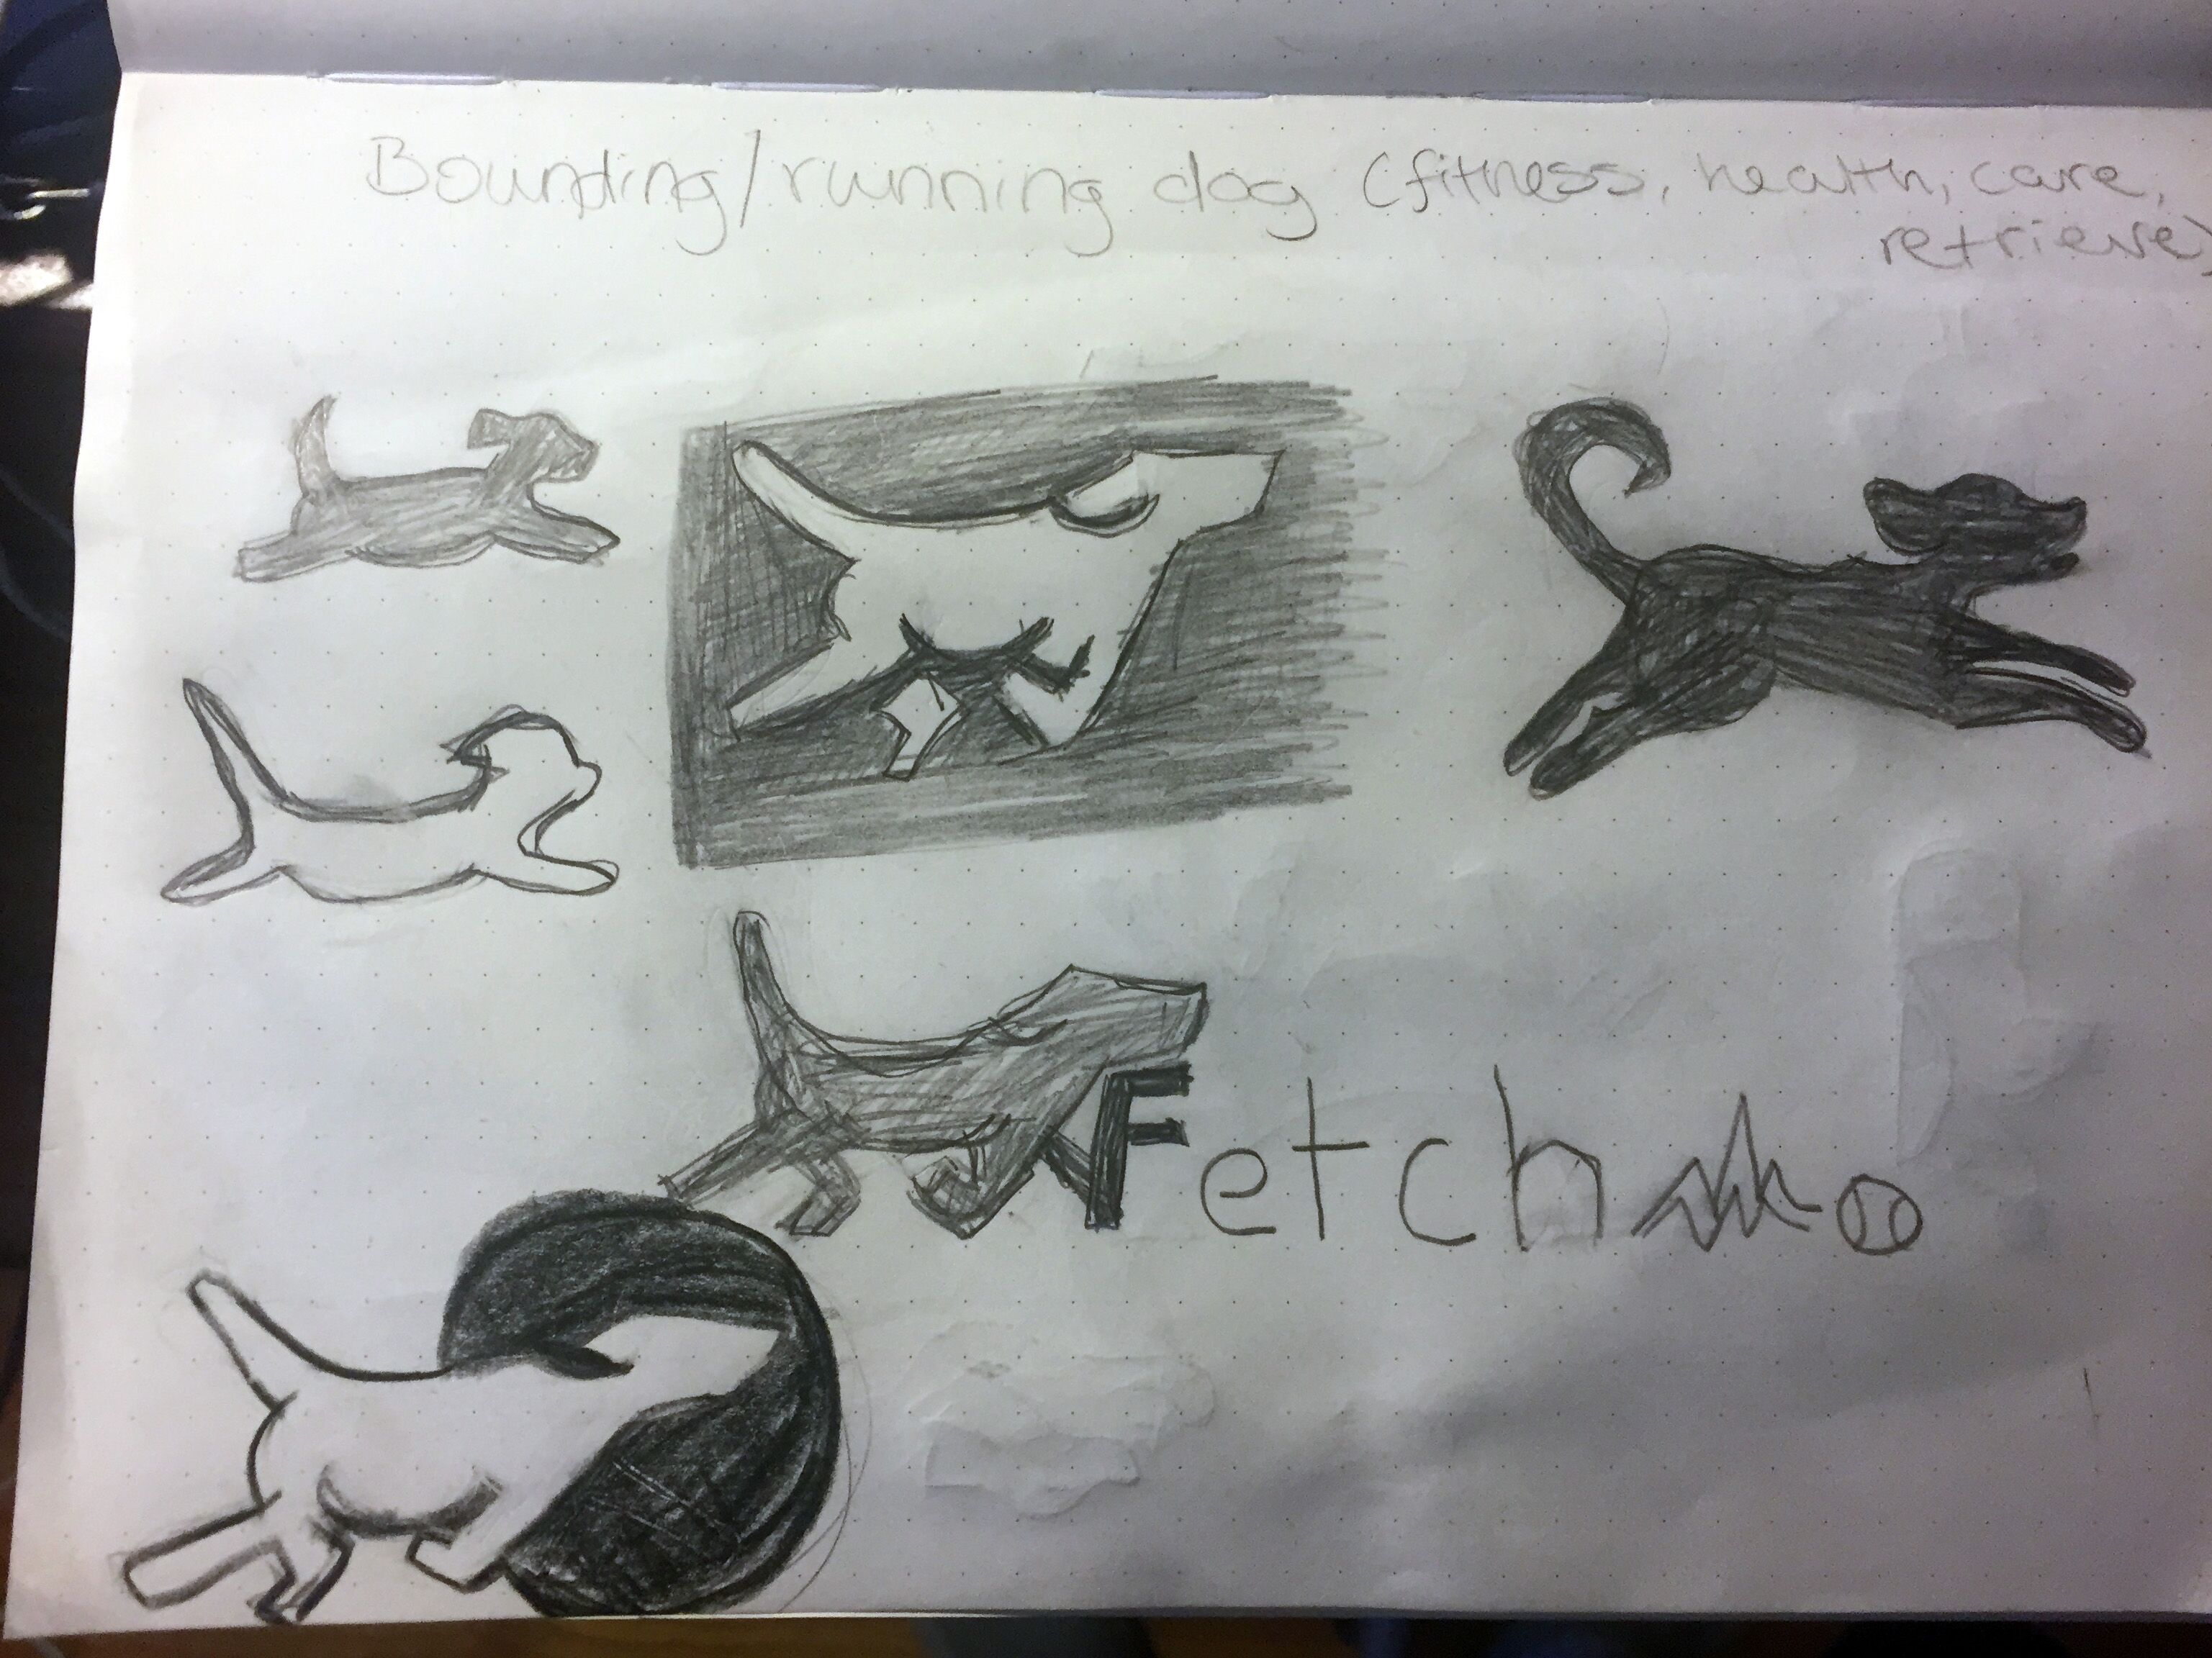 Bounding/running dog (fitness, health, care,
retrieve)
Fetch